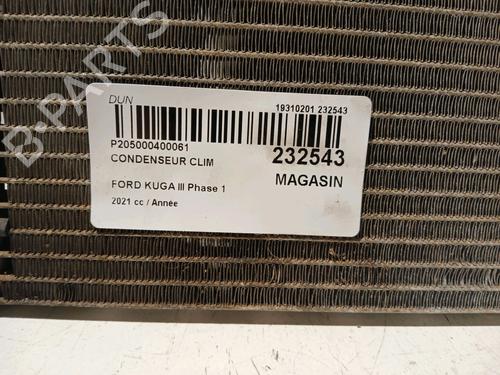 B-PARTS
DUN
19310201 232543
P205000400061
CONDENSEUR CLIM
232543
FORD KUGA III Phase 1
MAGASIN
2021 cc / Année